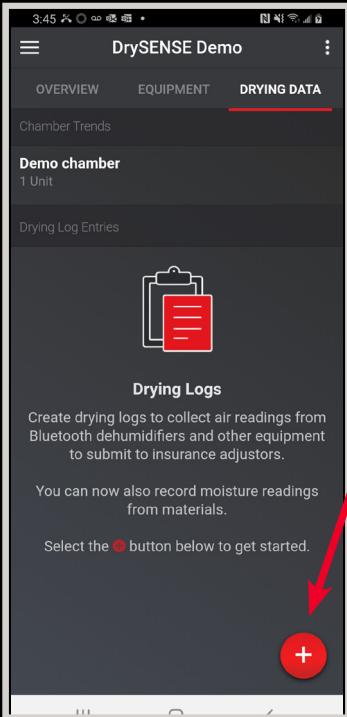 3:45
DrySENSE Demo
OVERVIEW EQUIPMENT DRYING DATA
Chamber Trends
Demo chamber
1 Unit
Drying Log Entries
Drying Logs
Create drying logs to collect air readings from
Bluetooth dehumidifiers and other equipment
to submit to insurance adjustors.
You can now also record moisture readings
from materials.
Select the + button below to get started.
+